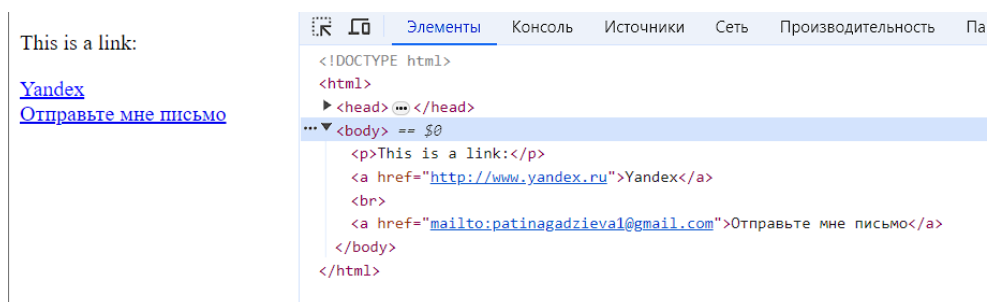 This is a link:
Yandex
Отправьте мне письмо
Элементы Консоль Источники Сеть Производительность Па
<!DOCTYPE html>
<html>
<head> ••• </head>
••• <body> == $0
<p>This is a link:</p>
<a href="http://www.yandex.ru">Yandex</a>
<br>
<a href="mailto:patinagadzieva1@gmail.com">Отправьте мне письмо</a>
</body>
</html>